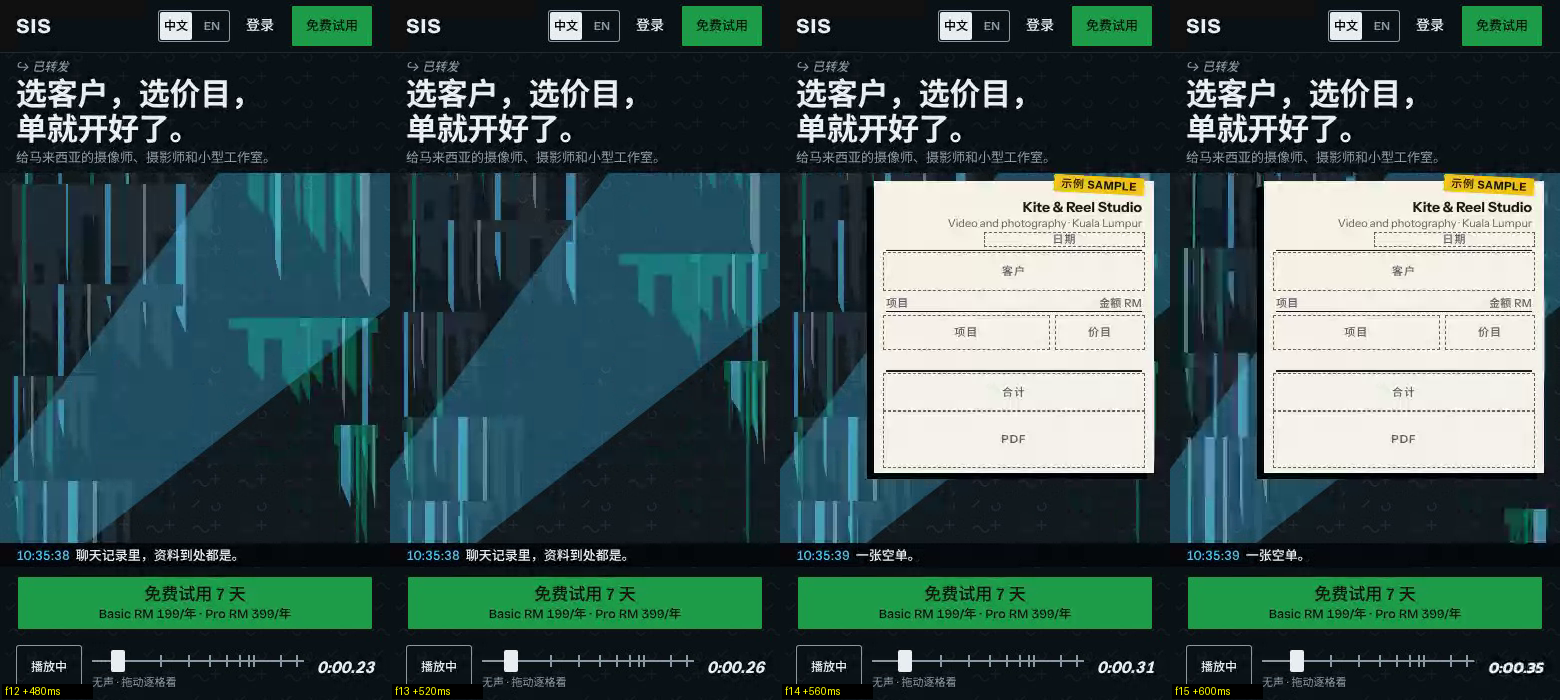 SIS 中文 EN 登录 免费试用
↪ 已转发
选客户，选价目，
单就开好了。
给马来西亚的摄像师、摄影师和小型工作室。
10:35:38 聊天记录里，资料到处都是。
免费试用 7 天
Basic RM 199/年 · Pro RM 399/年
播放中 0:00.23
无声 · 拖动逐格看
f12 +480ms
SIS 中文 EN 登录 免费试用
↪ 已转发
选客户，选价目，
单就开好了。
给马来西亚的摄像师、摄影师和小型工作室。
10:35:38 聊天记录里，资料到处都是。
免费试用 7 天
Basic RM 199/年 · Pro RM 399/年
播放中 0:00.26
无声 · 拖动逐格看
f13 +520ms
SIS 中文 EN 登录 免费试用
↪ 已转发
选客户，选价目，
单就开好了。
给马来西亚的摄像师、摄影师和小型工作室。
示例 SAMPLE
Kite & Reel Studio
Video and photography · Kuala Lumpur
日期
客户
项目 金额 RM
项目 价目
合计
PDF
10:35:39 一张空单。
免费试用 7 天
Basic RM 199/年 · Pro RM 399/年
播放中 0:00.31
无声 · 拖动逐格看
f14 +560ms
SIS 中文 EN 登录 免费试用
↪ 已转发
选客户，选价目，
单就开好了。
给马来西亚的摄像师、摄影师和小型工作室。
示例 SAMPLE
Kite & Reel Studio
Video and photography · Kuala Lumpur
日期
客户
项目 金额 RM
项目 价目
合计
PDF
10:35:39 一张空单。
免费试用 7 天
Basic RM 199/年 · Pro RM 399/年
播放中 0:00.35
无声 · 拖动逐格看
f15 +600ms